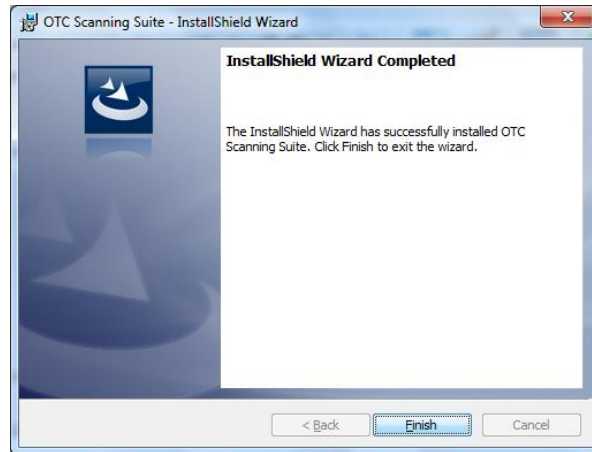 OTC Scanning Suite - InstallShield Wizard
InstallShield Wizard Completed
The InstallShield Wizard has successfully installed OTC
Scanning Suite. Click Finish to exit the wizard.
< Back
Finish
Cancel